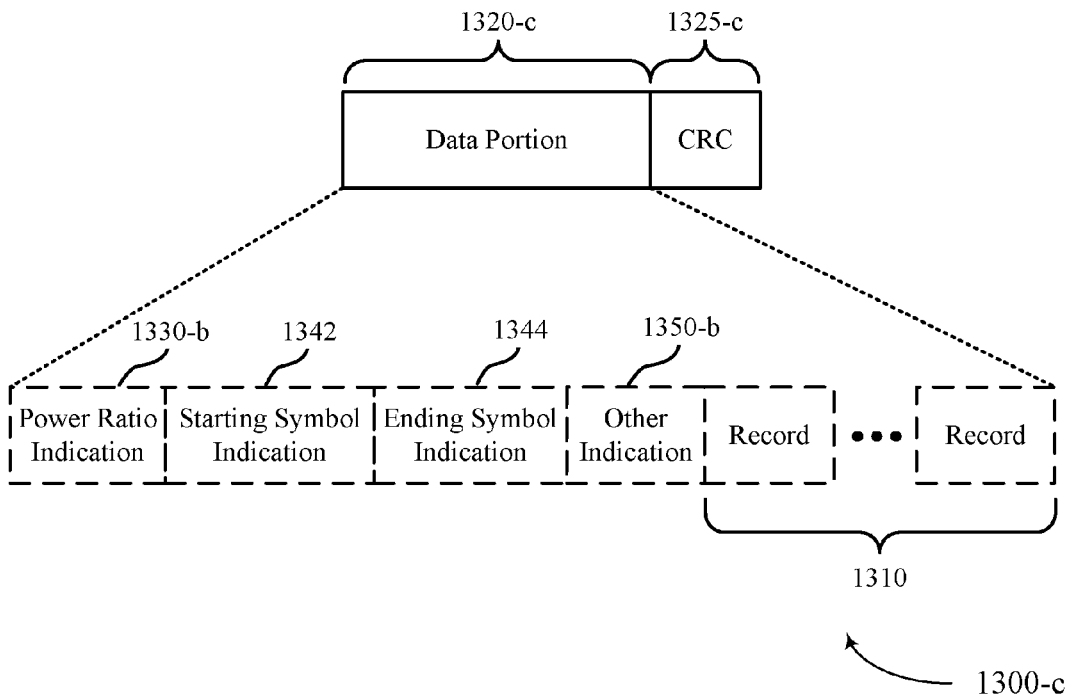 1320-c
1325-c
Data Portion
CRC
1330-b
1342
1344
1350-b
Power Ratio
Indication
Starting Symbol
Indication
Ending Symbol
Indication
Other
Indication
Record
Record
1310
1300-c